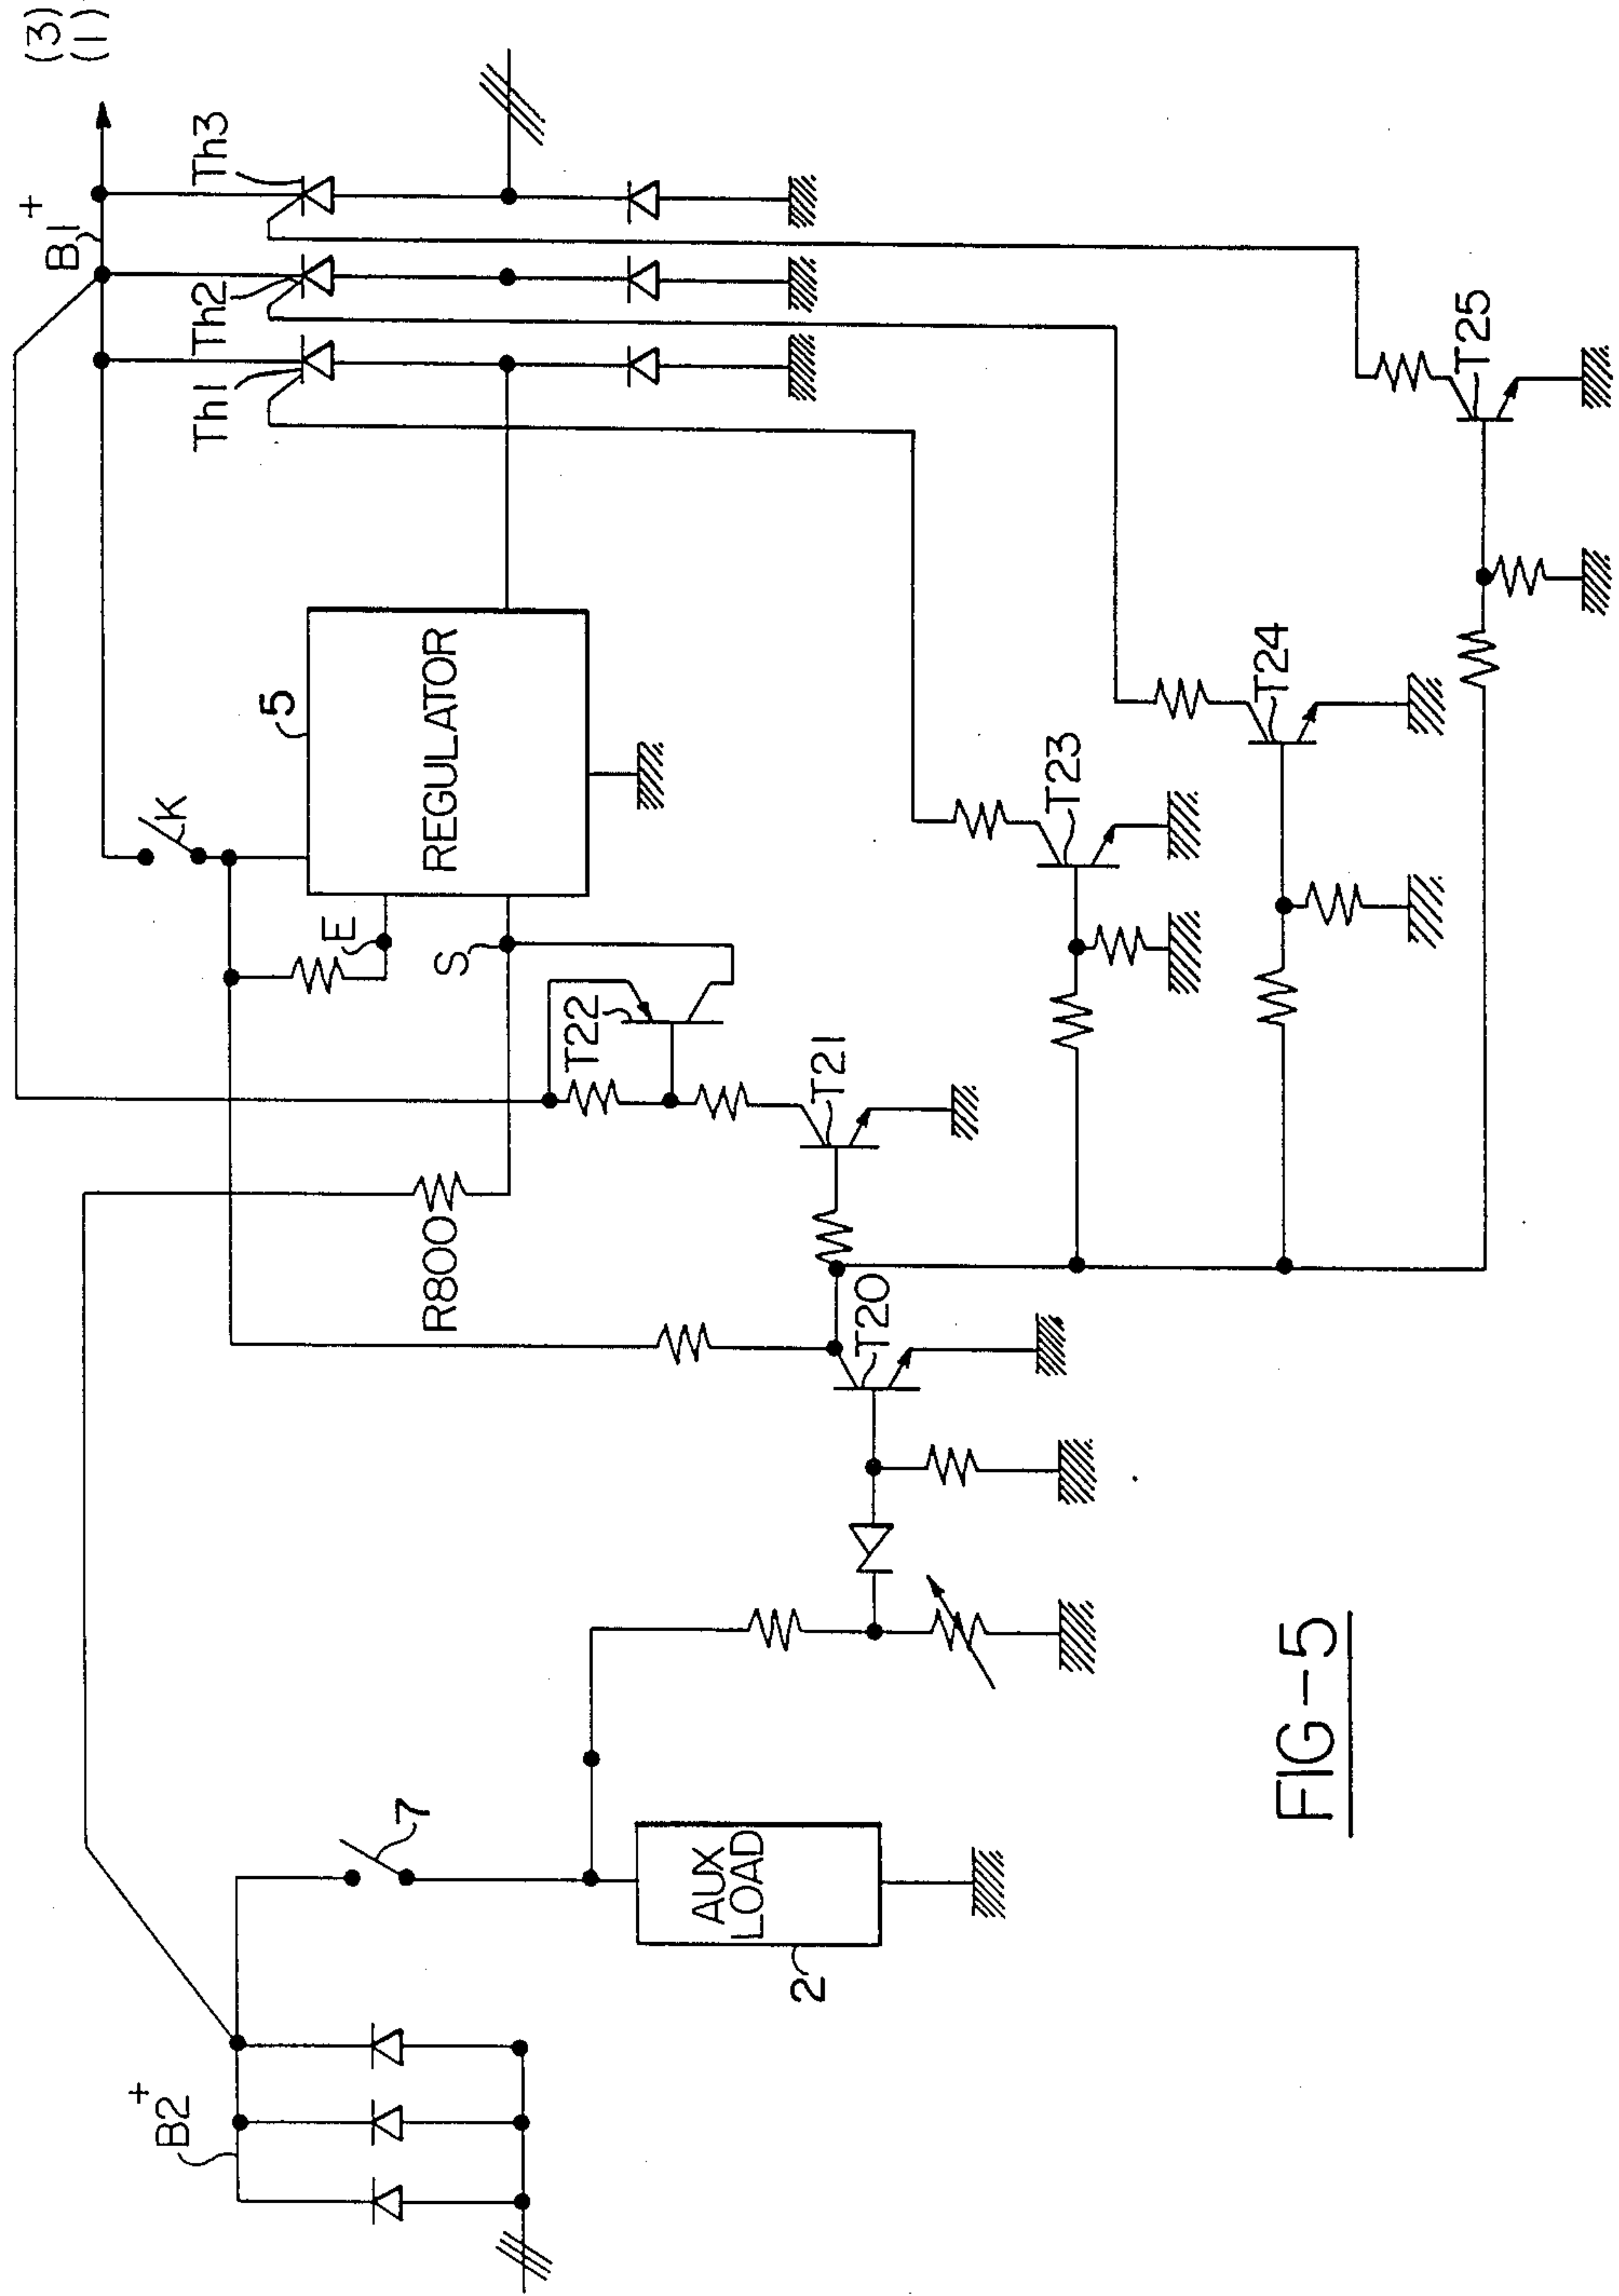 (3)
(1)
+
B1
Th1
Th2
Th3
K
5
REGULATOR
E
S
T22
T21
R800
T20
T23
T24
T25
+
B2
7
AUX
LOAD
2
FIG-5